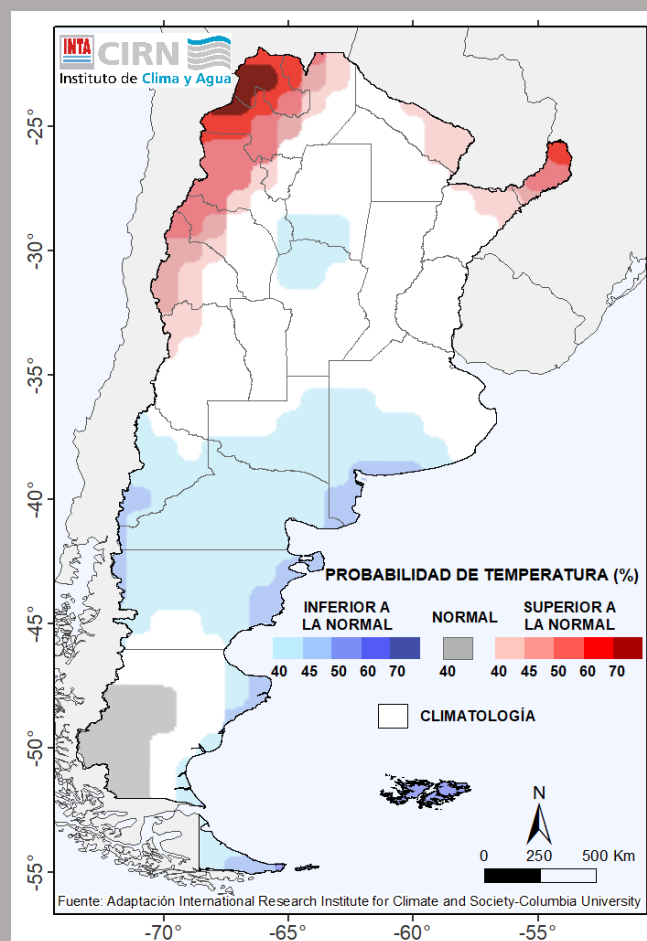 INTA CIRN
Instituto de Clima y Agua
-25°
-30°
-35°
-40°
-45°
-50°
-55°
PROBABILIDAD DE TEMPERATURA (%)
INFERIOR A
LA NORMAL
NORMAL
SUPERIOR A
LA NORMAL
40 45 50 60 70
40
40 45 50 60 70
CLIMATOLOGÍA
N
0 250 500 Km
Fuente: Adaptación International Research Institute for Climate and Society-Columbia University
-70° -65° -60° -55°